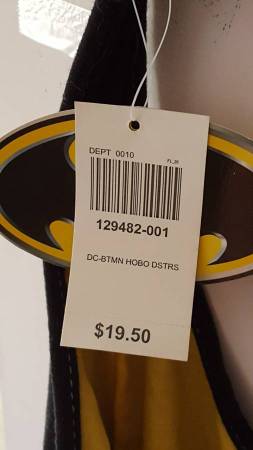 DEPT 0010
129482-001
DC-BTMN HOBO DSTRS
$19.50